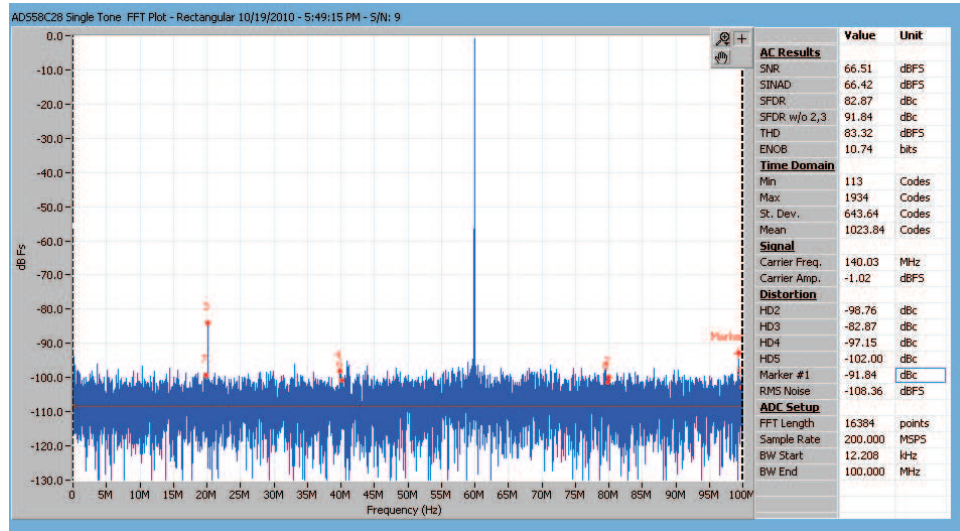 ADS58C28 Single Tone FFT Plot - Rectangular 10/19/2010 - 5:49:15 PM - S/N: 9
0.0
-10.0
-20.0
-30.0
-40.0
-50.0
-60.0
-70.0
-80.0
-90.0
-100.0
-110.0
-120.0
-130.0
dB Fs
3
Marke
0 5M 10M 15M 20M 25M 30M 35M 40M 45M 50M 55M 60M 65M 70M 75M 80M 85M 90M 95M 100M
Frequency (Hz)
Value Unit
AC Results
SNR 66.51 dBFS
SINAD 66.42 dBFS
SFDR 82.87 dBc
SFDR w/o 2,3 91.84 dBc
THD 83.32 dBFS
ENOB 10.74 bits
Time Domain
Min 113 Codes
Max 1934 Codes
St. Dev. 643.64 Codes
Mean 1023.84 Codes
Signal
Carrier Freq. 140.03 MHz
Carrier Amp. -1.02 dBFS
Distortion
HD2 -98.76 dBc
HD3 -82.87 dBc
HD4 -97.15 dBc
HD5 -102.00 dBc
Marker #1 -91.84 dBc
RMS Noise -108.36 dBFS
ADC Setup
FFT Length 16384 points
Sample Rate 200.000 MSPS
BW Start 12.208 kHz
BW End 100.000 MHz